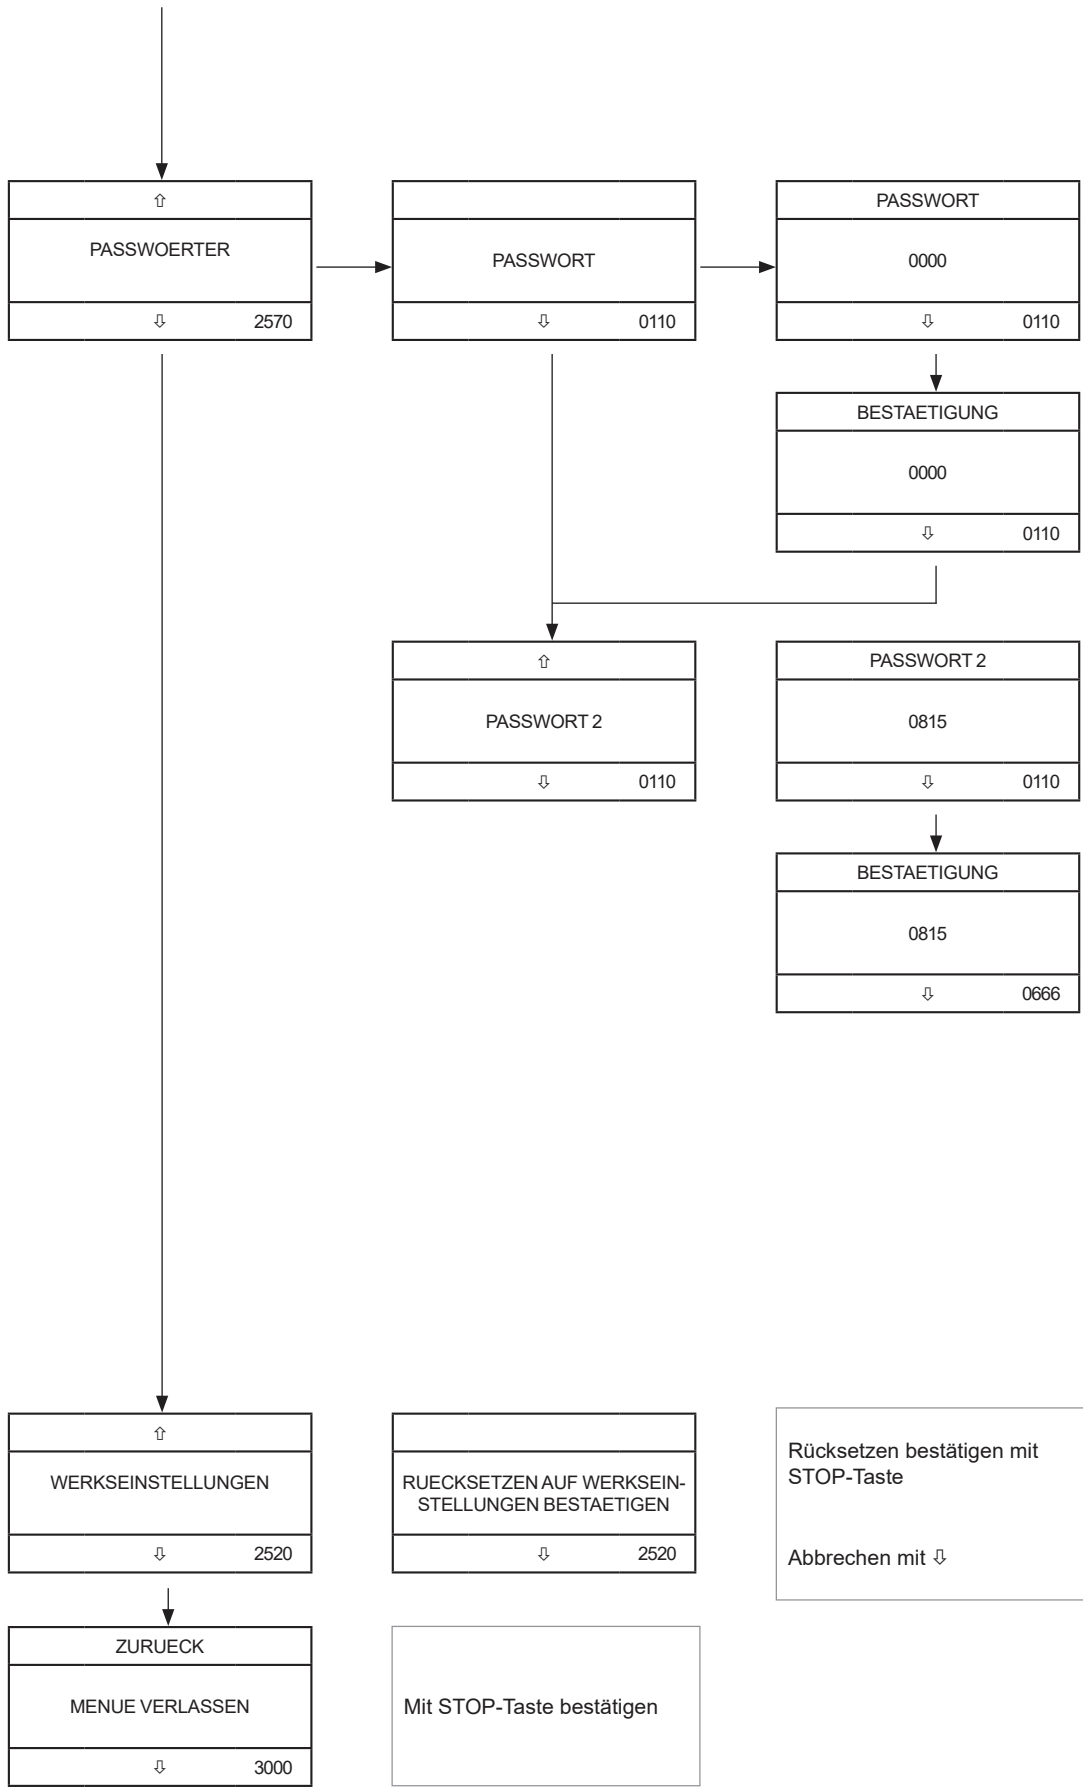 ⇧
PASSWOERTER
⇩ 2570
PASSWORT
⇩ 0110
PASSWORT
0000
⇩ 0110
BESTAETIGUNG
0000
⇩ 0110
⇧
PASSWORT 2
⇩ 0110
PASSWORT 2
0815
⇩ 0110
BESTAETIGUNG
0815
⇩ 0666
⇧
WERKSEINSTELLUNGEN
⇩ 2520
RUECKSETZEN AUF WERKSEIN-
STELLUNGEN BESTAETIGEN
⇩ 2520
Rücksetzen bestätigen mit
STOP-Taste
Abbrechen mit ⇩
ZURUECK
MENUE VERLASSEN
⇩ 3000
Mit STOP-Taste bestätigen